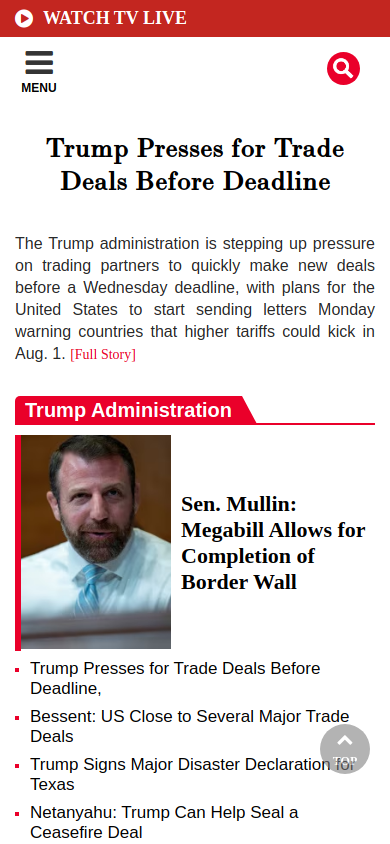 WATCH TV LIVE
MENU
Trump Presses for Trade
Deals Before Deadline
The Trump administration is stepping up pressure
on trading partners to quickly make new deals
before a Wednesday deadline, with plans for the
United States to start sending letters Monday
warning countries that higher tariffs could kick in
Aug. 1. [Full Story]
Trump Administration
Sen. Mullin:
Megabill Allows for
Completion of
Border Wall
Trump Presses for Trade Deals Before
Deadline,
Bessent: US Close to Several Major Trade
Deals
TOP
Trump Signs Major Disaster Declaration for
Texas
Netanyahu: Trump Can Help Seal a
Ceasefire Deal